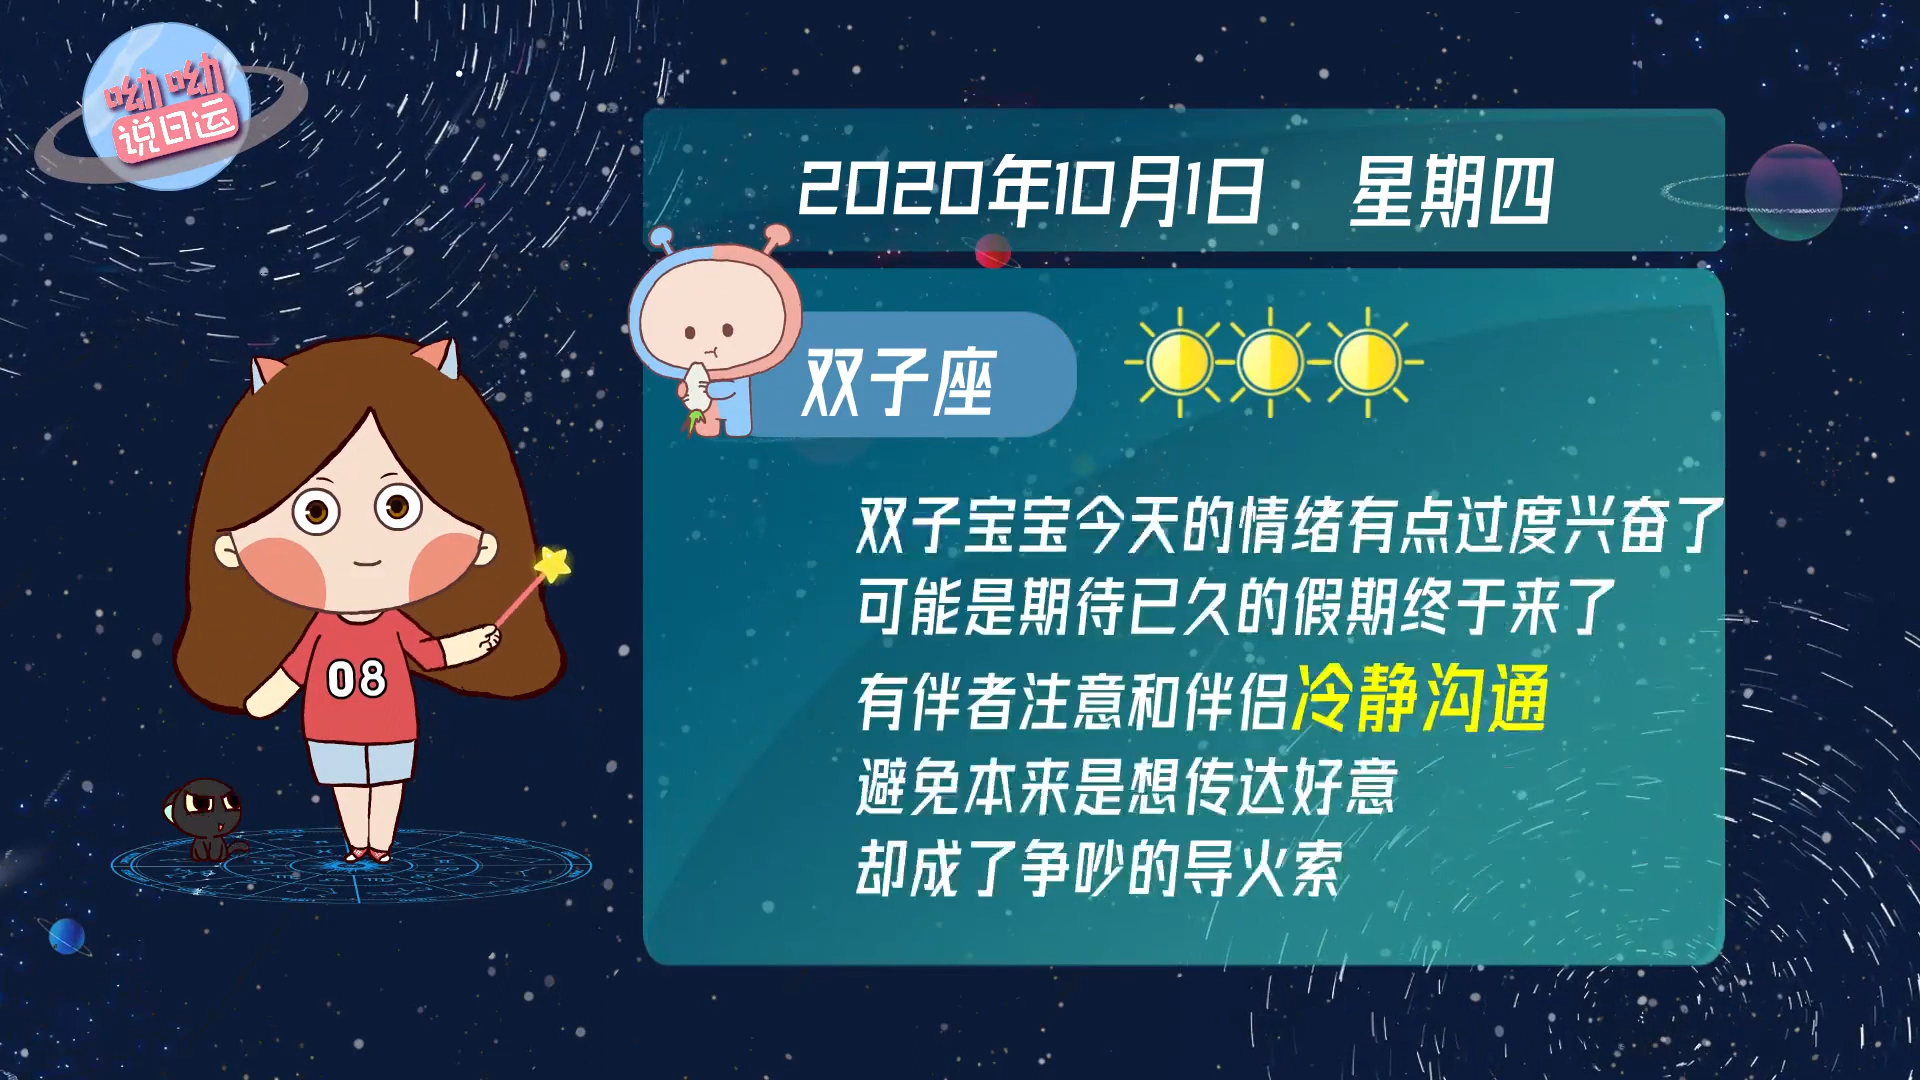 呦呦
说日运
2020年10月1日 星期四
双子座
双子宝宝今天的情绪有点过度兴奋了
可能是期待已久的假期终于来了
有伴者注意和伴侣冷静沟通
避免本来是想传达好意
却成了争吵的导火索
08